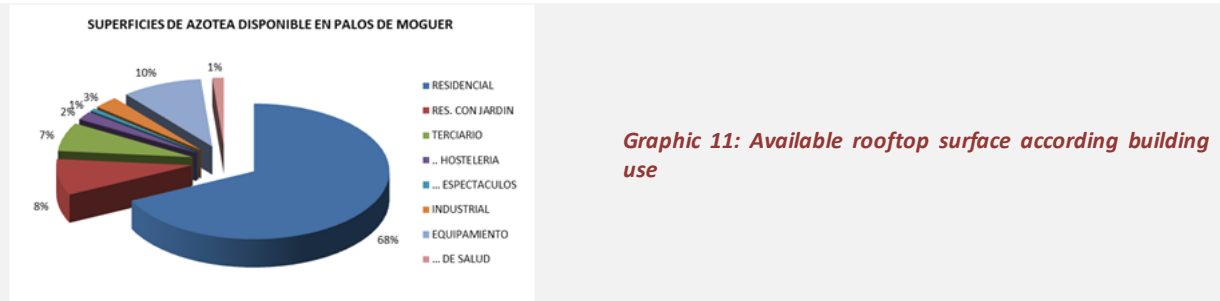 SUPERFICIES DE AZOTEA DISPONIBLE EN PALOS DE MOGUER
1%
10%
3%
1%
2%
7%
8%
68%
RESIDENCIAL
RES. CON JARDIN
TERCIARIO
.. HOSTELERIA
... ESPECTACULOS
INDUSTRIAL
EQUIPAMIENTO
... DE SALUD
Graphic 11: Available rooftop surface according building
use